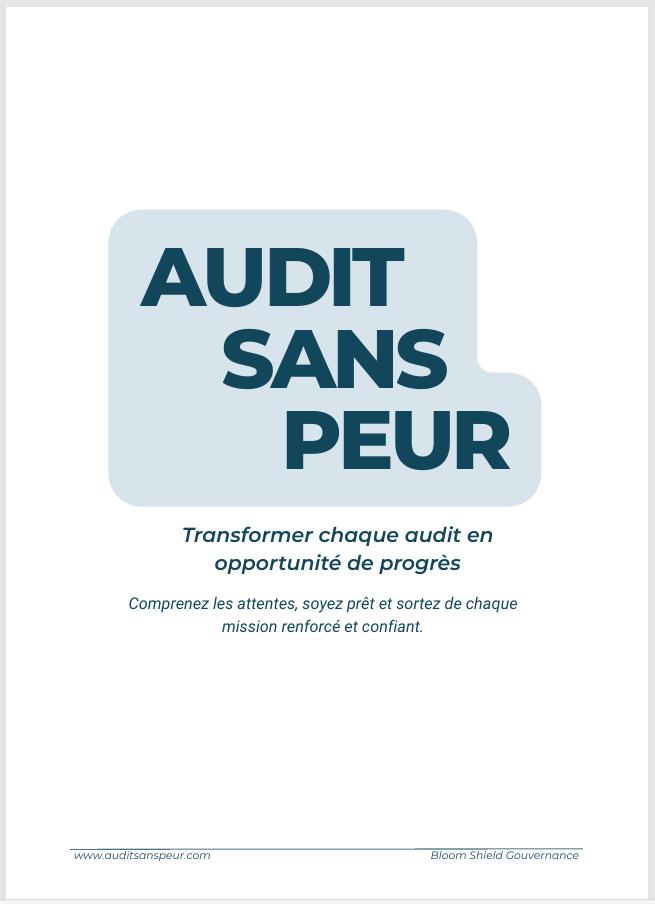 AUDIT
SANS
PEUR
Transformer chaque audit en
opportunité de progrès
Comprenez les attentes, soyez prêt et sortez de chaque
mission renforcé et confiant.
www.auditsanspeur.com
Bloom Shield Gouvernance